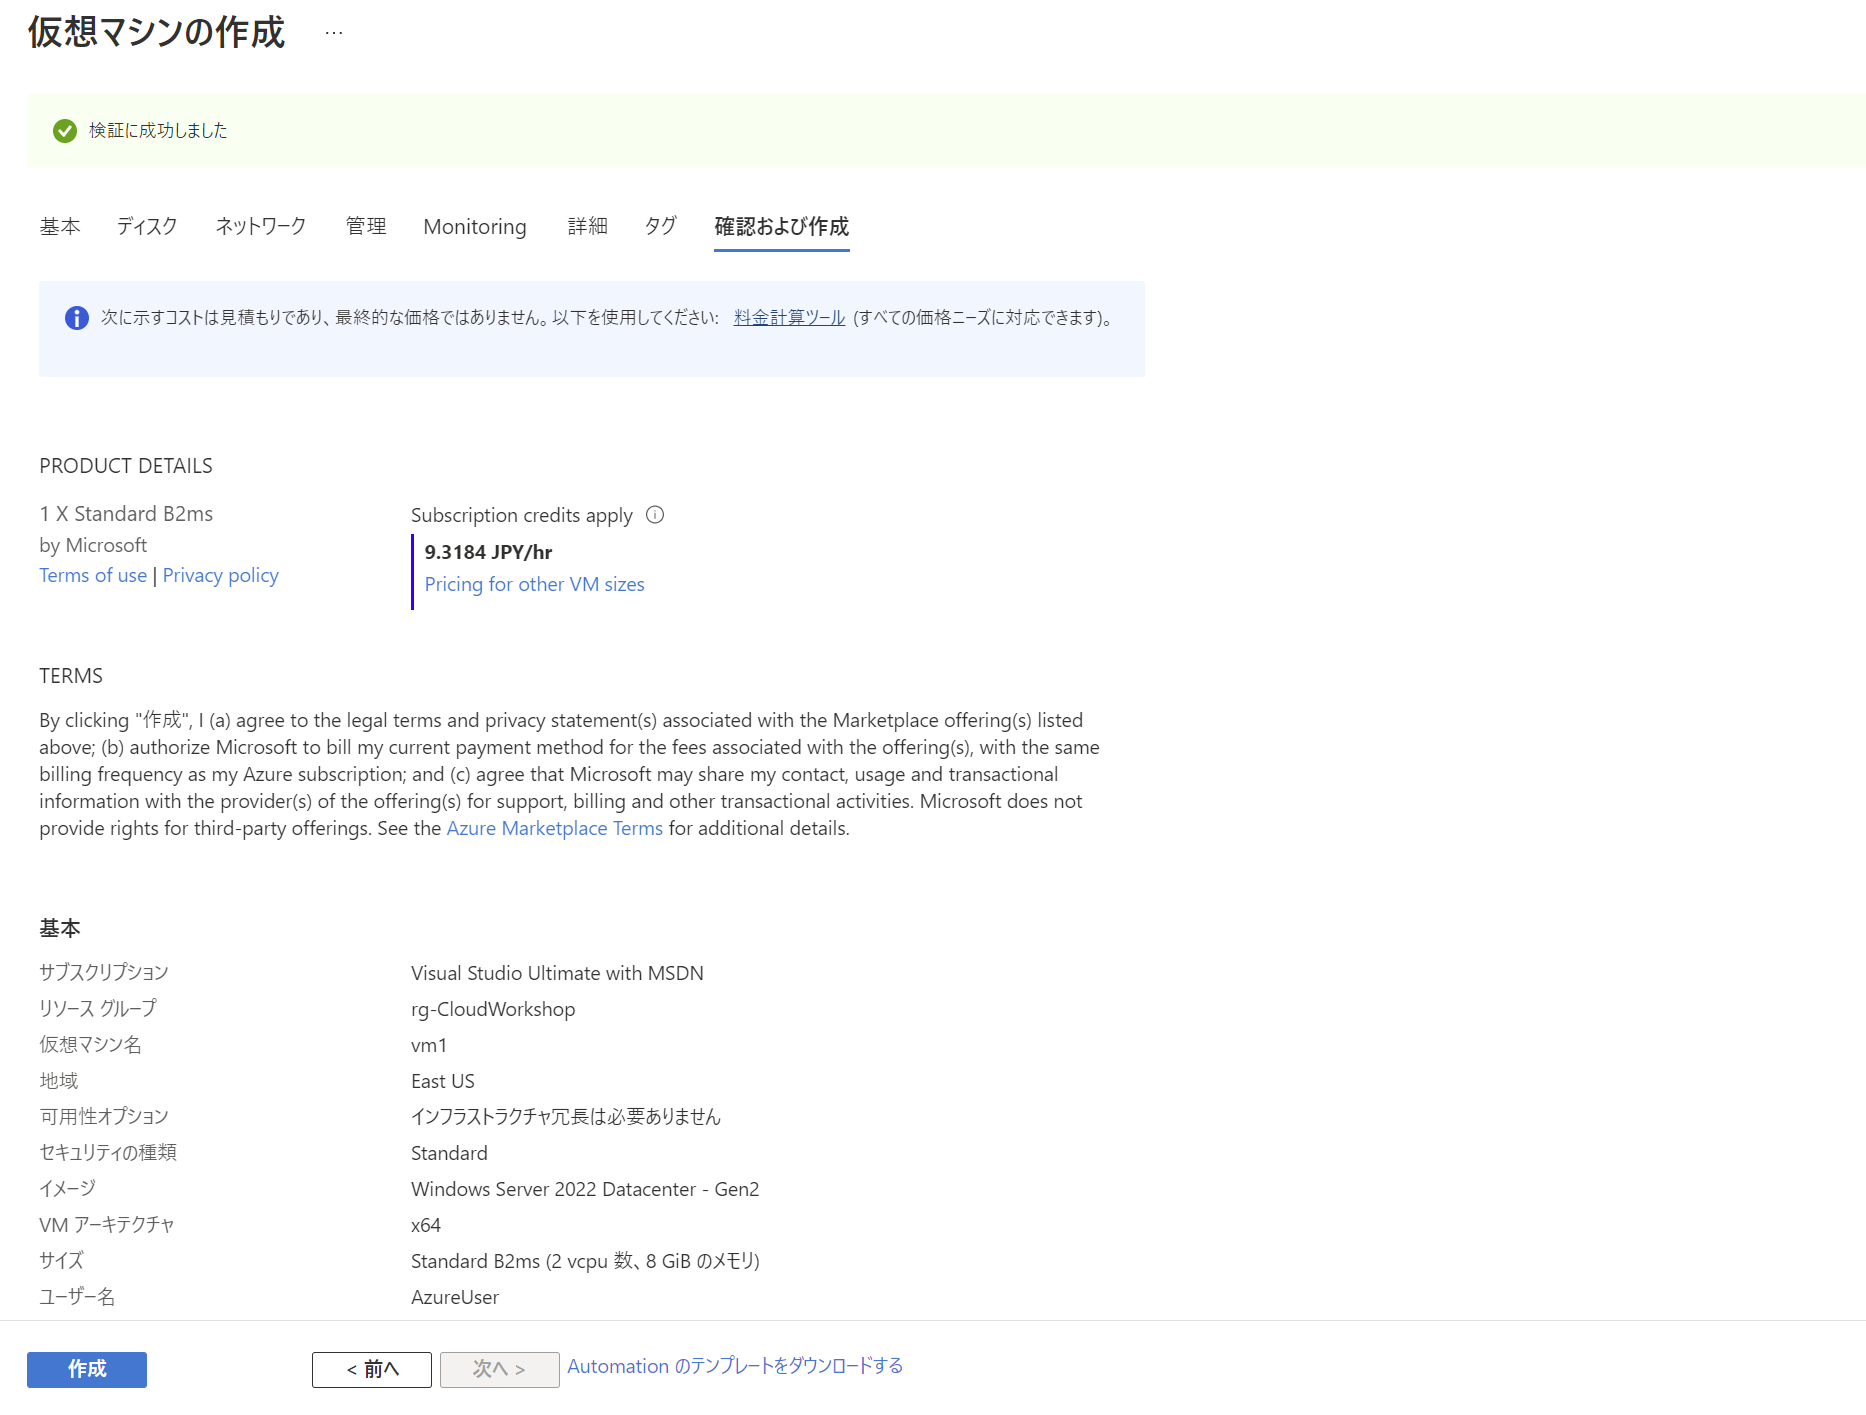 仮想マシンの作成 …
検証に成功しました
基本 ディスク ネットワーク 管理 Monitoring 詳細 タグ 確認および作成
次に示すコストは見積もりであり、最終的な価格ではありません。以下を使用してください: 料金計算ツール (すべての価格ニーズに対応できます)。
PRODUCT DETAILS
1 X Standard B2ms
by Microsoft
Terms of use | Privacy policy
Subscription credits apply
9.3184 JPY/hr
Pricing for other VM sizes
TERMS
By clicking "作成", I (a) agree to the legal terms and privacy statement(s) associated with the Marketplace offering(s) listed
above; (b) authorize Microsoft to bill my current payment method for the fees associated with the offering(s), with the same
billing frequency as my Azure subscription; and (c) agree that Microsoft may share my contact, usage and transactional
information with the provider(s) of the offering(s) for support, billing and other transactional activities. Microsoft does not
provide rights for third-party offerings. See the Azure Marketplace Terms for additional details.
基本
サブスクリプション Visual Studio Ultimate with MSDN
リソース グループ rg-CloudWorkshop
仮想マシン名 vm1
地域 East US
可用性オプション インフラストラクチャ冗長は必要ありません
セキュリティの種類 Standard
イメージ Windows Server 2022 Datacenter - Gen2
VM アーキテクチャ x64
サイズ Standard B2ms (2 vcpu 数、8 GiB のメモリ)
ユーザー名 AzureUser
作成 < 前へ 次へ > Automation のテンプレートをダウンロードする